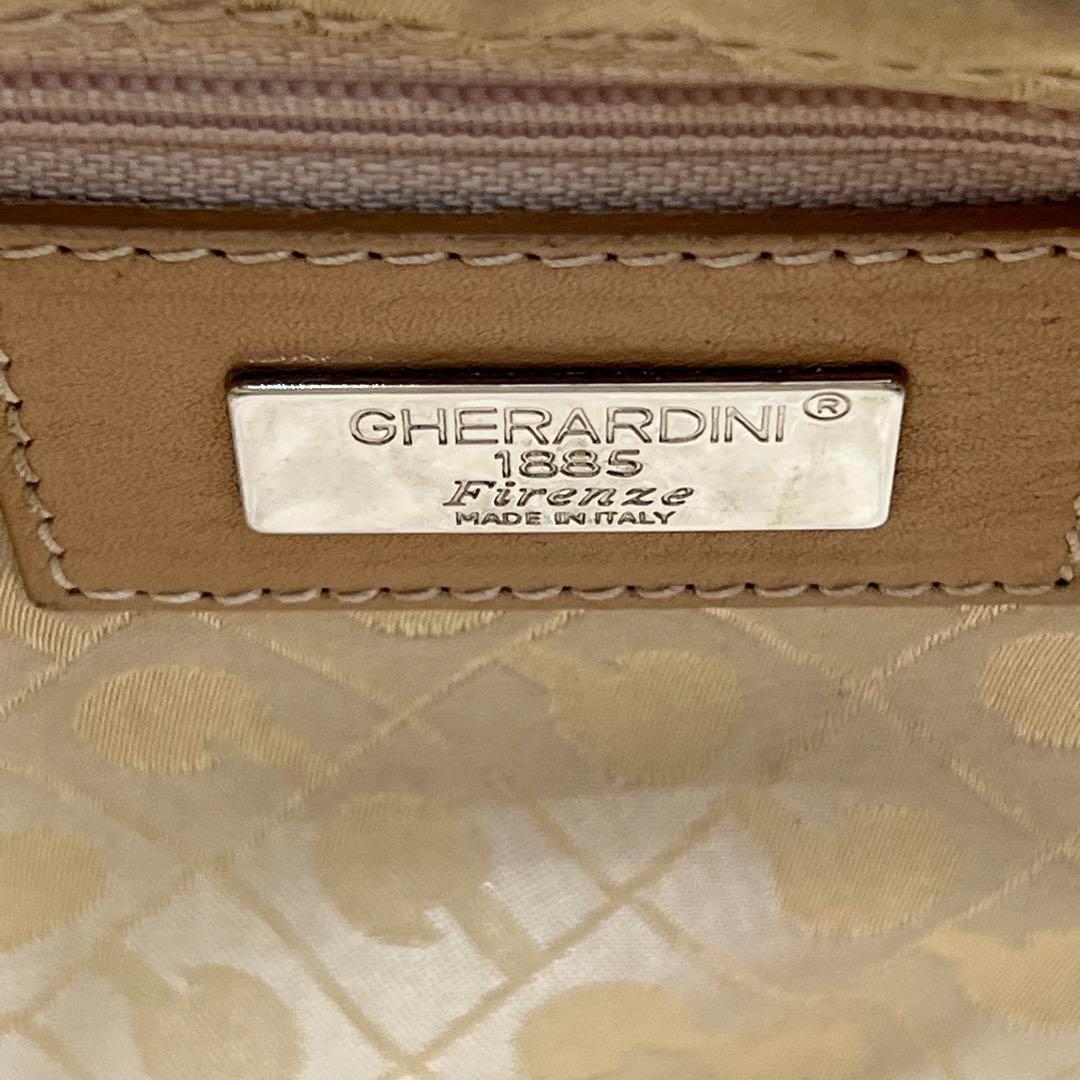 GHERARDINI®
1885
Firenze
MADE IN ITALY